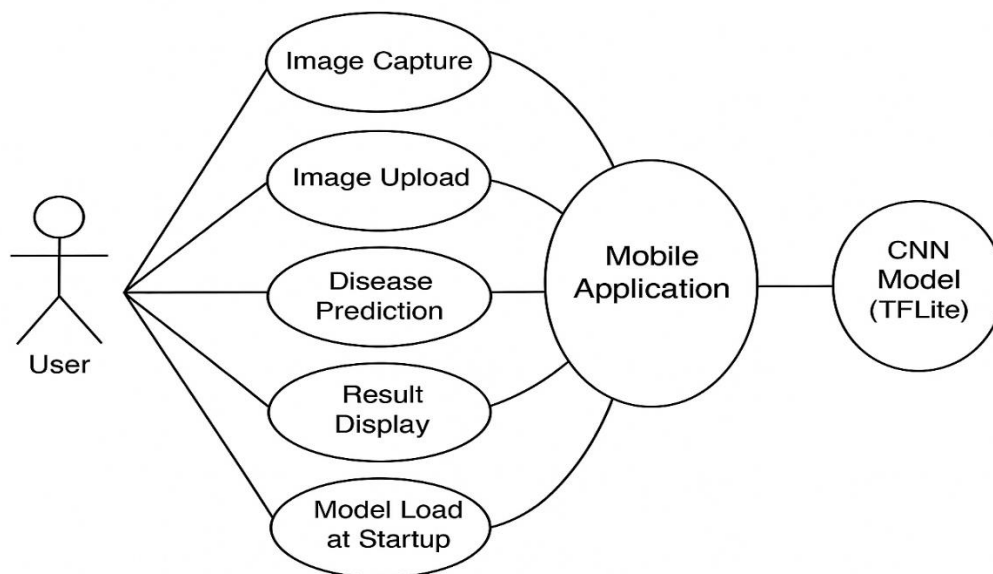 Image Capture
Image Upload
Disease
Prediction
Result
Display
Model Load
at Startup
User
Mobile
Application
CNN
Model
(TFLite)